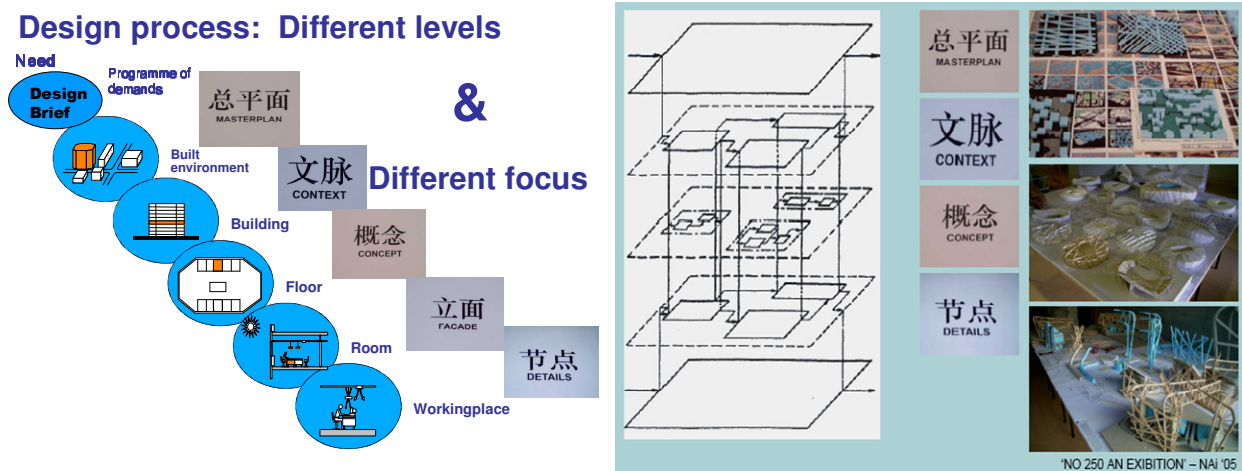 Design process:  Different levels
Need
Design
Brief
Programme of
demands
总平面
MASTERPLAN
&
Built
environment
文脉
CONTEXT
Different focus
Building
概念
CONCEPT
Floor
立面
FACADE
Room
节点
DETAILS
Workingplace
总平面
MASTERPLAN
文脉
CONTEXT
概念
CONCEPT
节点
DETAILS
'NO 250 AN EXIBITION' – NAi '05